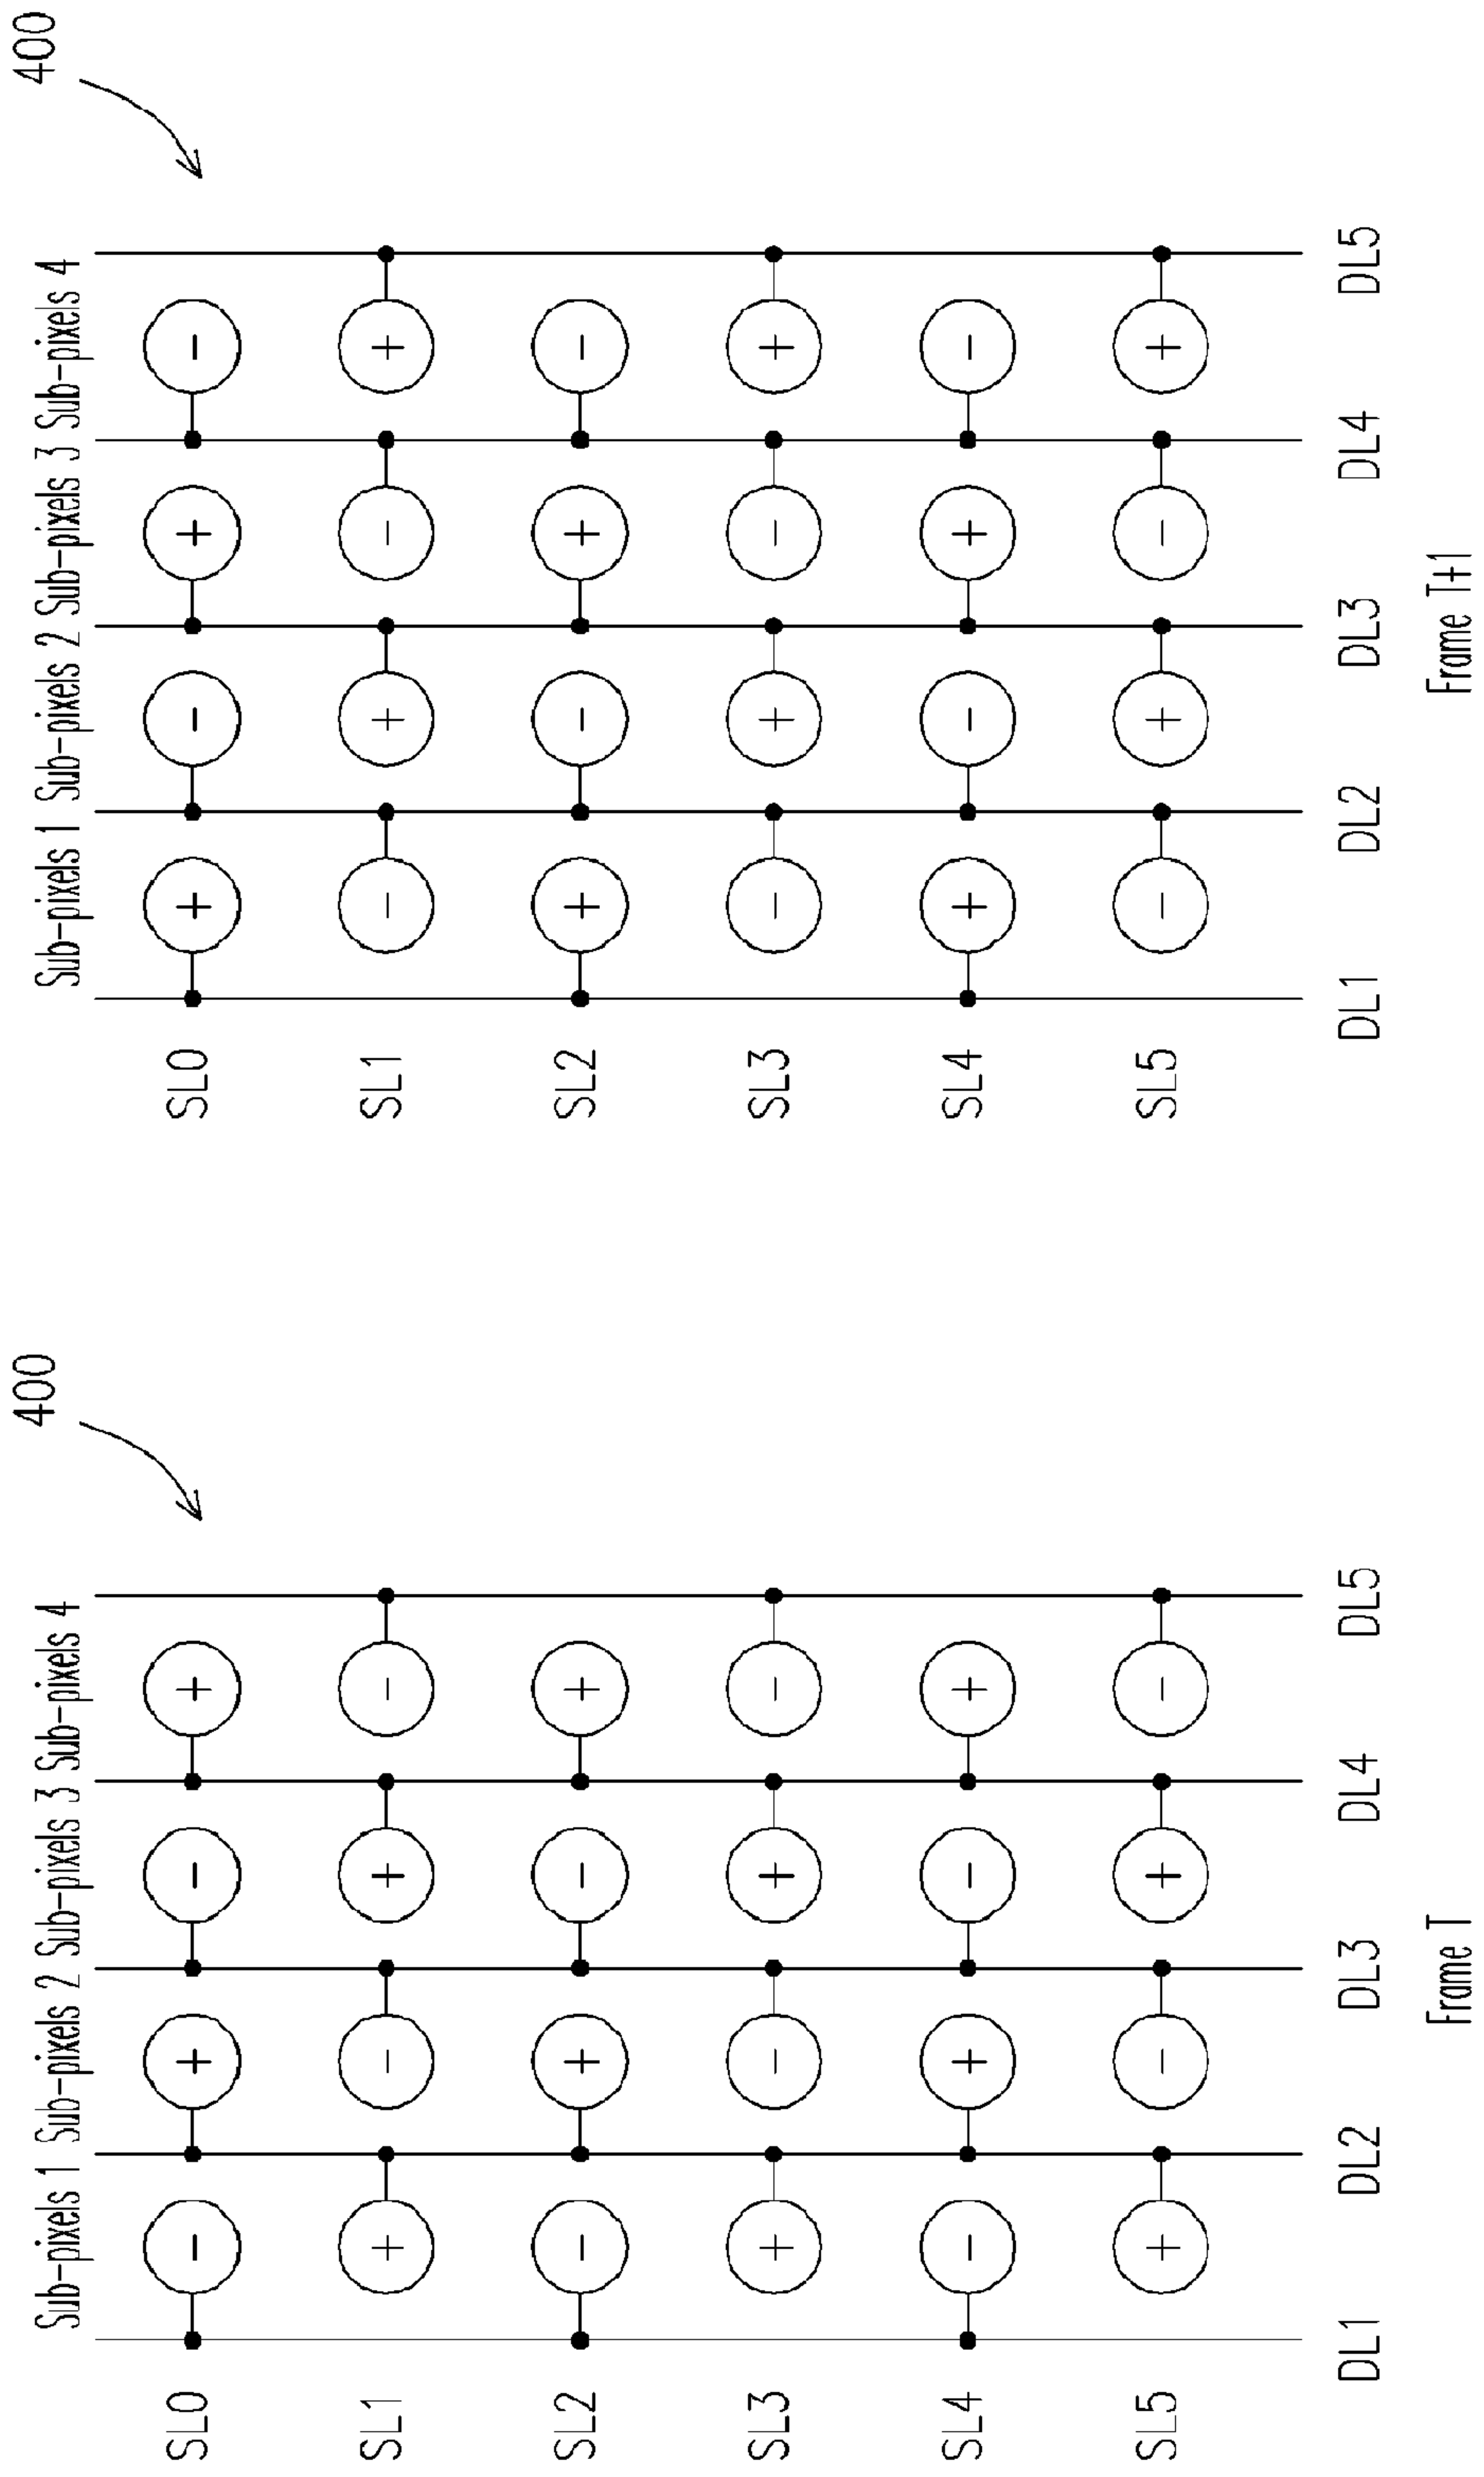 400
Sub-pixels 1 Sub-pixels 2 Sub-pixels 3 Sub-pixels 4
SL0 − + − +
SL1 + − + −
SL2 − + − +
SL3 + − + −
SL4 − + − +
SL5 + − + −
DL1 DL2 DL3 DL4 DL5
Frame T
400
Sub-pixels 1 Sub-pixels 2 Sub-pixels 3 Sub-pixels 4
SL0 + − + −
SL1 − + − +
SL2 + − + −
SL3 − + − +
SL4 + − + −
SL5 − + − +
DL1 DL2 DL3 DL4 DL5
Frame T+1